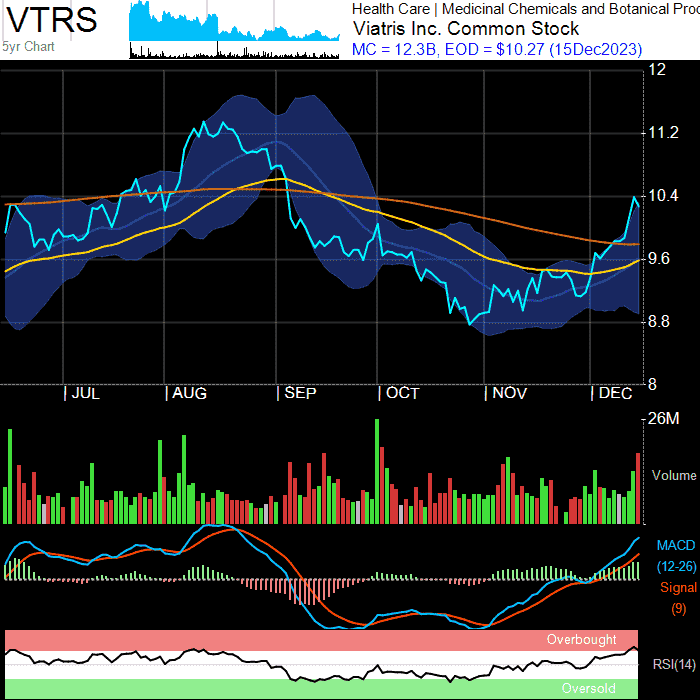 VTRS
5yr Chart
Health Care | Medicinal Chemicals and Botanical Pro
Viatris Inc. Common Stock
MC = 12.3B, EOD = $10.27 (15Dec2023)
12
11.2
10.4
9.6
8.8
8
| JUL | AUG | SEP | OCT | NOV | DEC
26M
Volume
MACD
(12-26)
Signal
(9)
Overbought
RSI(14)
Oversold